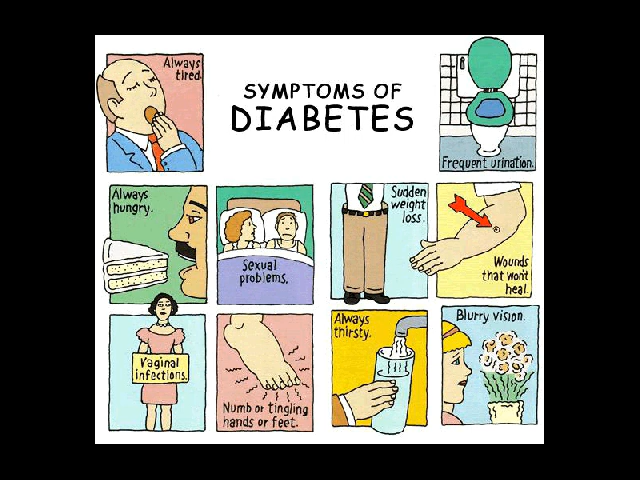 Always
tired.
SYMPTOMS OF
DIABETES
Frequent urination.
Always
hungry.
Sexual
problems.
Sudden
weight
loss.
Wounds
that won't
heal.
Vaginal
infections.
Numb or tingling
hands or feet.
Always
thirsty.
Blurry vision.